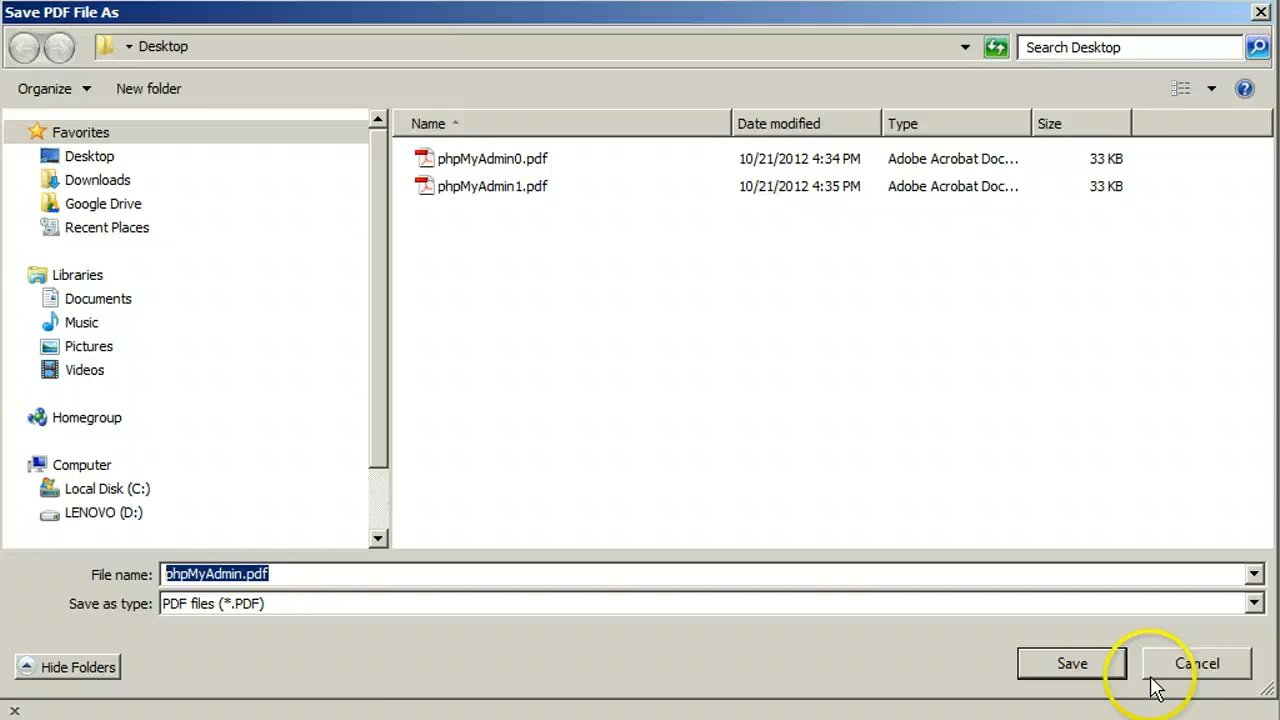 Save PDF File As
Desktop
Search Desktop
Organize
New folder
Name
Date modified
Type
Size
phpMyAdmin0.pdf 10/21/2012 4:34 PM Adobe Acrobat Doc... 33 KB
phpMyAdmin1.pdf 10/21/2012 4:35 PM Adobe Acrobat Doc... 33 KB
Favorites
Desktop
Downloads
Google Drive
Recent Places
Libraries
Documents
Music
Pictures
Videos
Homegroup
Computer
Local Disk (C:)
LENOVO (D:)
File name: phpMyAdmin.pdf
Save as type: PDF files (*.PDF)
Hide Folders
Save
Cancel